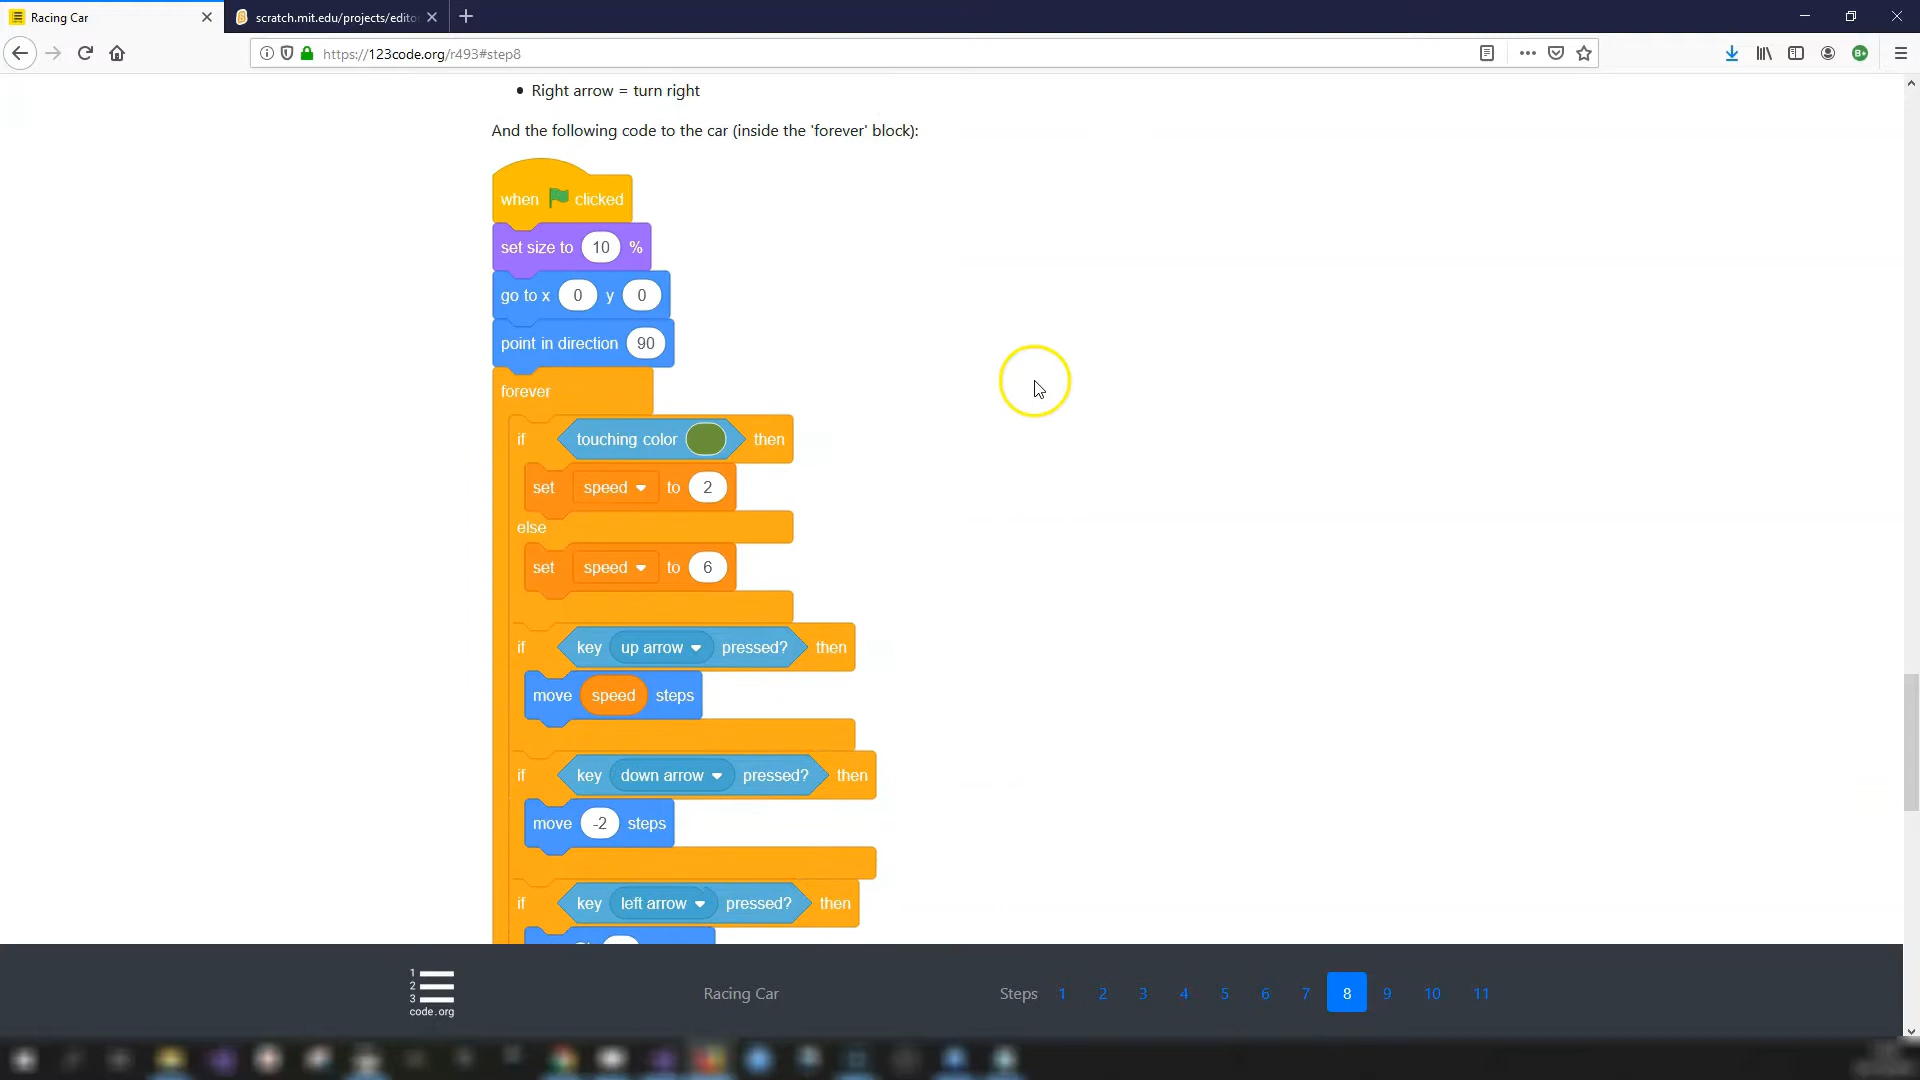 Racing Car
scratch.mit.edu/projects/edito
https://123code.org/r493#step8
Right arrow = turn right
And the following code to the car (inside the 'forever' block):
when clicked
set size to 10 %
go to x 0 y 0
point in direction 90
forever
if touching color then
set speed to 2
else
set speed to 6
if key up arrow pressed? then
move speed steps
if key down arrow pressed? then
move -2 steps
if key left arrow pressed? then
1
2
3
code.org
Racing Car
Steps 1 2 3 4 5 6 7 8 9 10 11